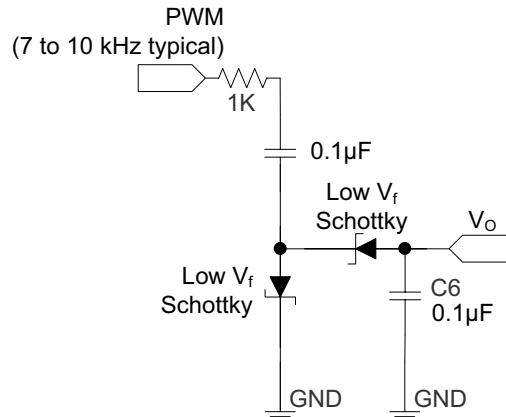 PWM
(7 to 10 kHz typical)
1K
0.1µF
Low Vf
Schottky
VO
Low Vf
Schottky
C6
0.1µF
GND
GND